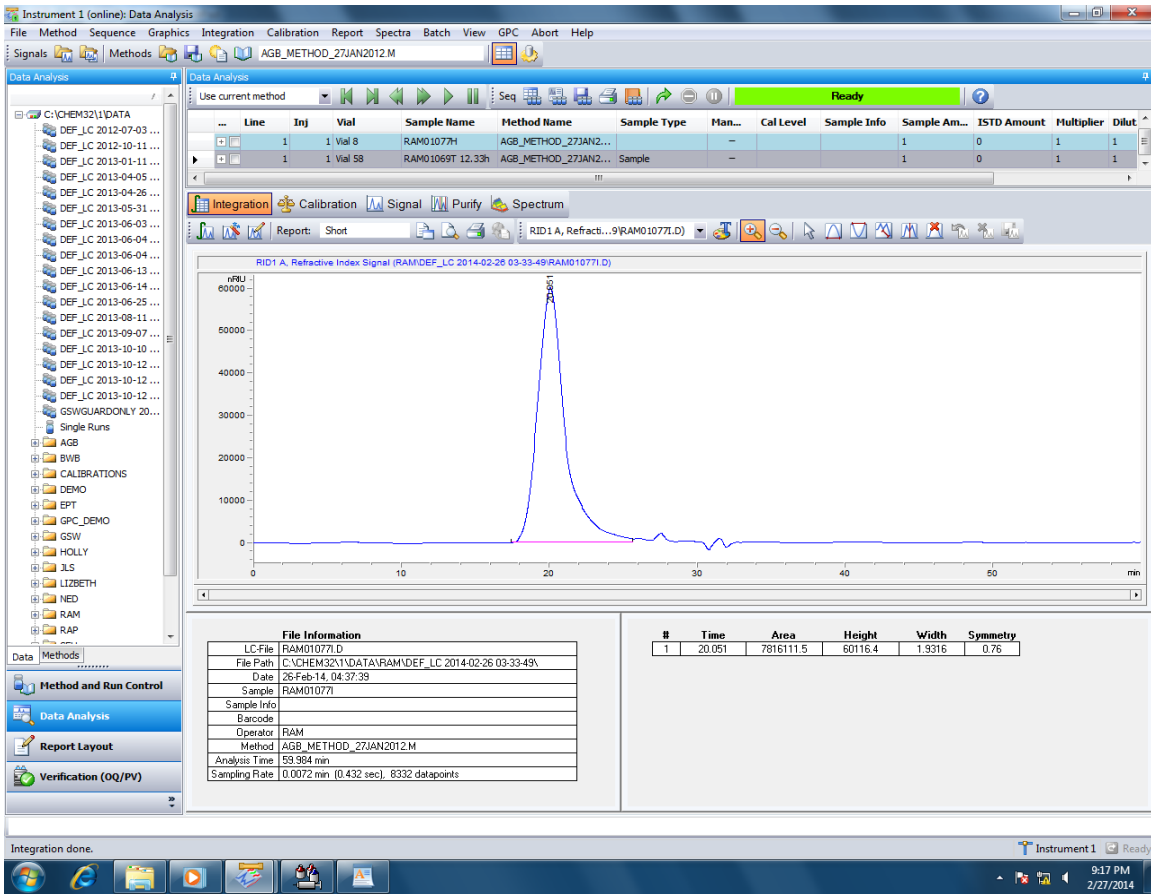 Instrument 1 (online): Data Analysis
File Method Sequence Graphics Integration Calibration Report Spectra Batch View GPC Abort Help
Signals Methods AGB_METHOD_27JAN2012.M
Data Analysis
C:\CHEM32\1\DATA
DEF_LC 2012-07-03 ...
DEF_LC 2012-10-11 ...
DEF_LC 2013-01-11 ...
DEF_LC 2013-04-05 ...
DEF_LC 2013-04-26 ...
DEF_LC 2013-05-31 ...
DEF_LC 2013-06-03 ...
DEF_LC 2013-06-04 ...
DEF_LC 2013-06-04 ...
DEF_LC 2013-06-13 ...
DEF_LC 2013-06-14 ...
DEF_LC 2013-06-25 ...
DEF_LC 2013-08-11 ...
DEF_LC 2013-09-07 ...
DEF_LC 2013-10-10 ...
DEF_LC 2013-10-12 ...
DEF_LC 2013-10-12 ...
DEF_LC 2013-10-12 ...
GSWGUARDONLY 20...
Single Runs
AGB
BWB
CALIBRATIONS
DEMO
EPT
GPC_DEMO
GSW
HOLLY
JLS
LIZBETH
NED
RAM
RAP
Data Methods
Method and Run Control
Data Analysis
Report Layout
Verification (OQ/PV)
Data Analysis
Use current method Seq Ready
... Line Inj Vial Sample Name Method Name Sample Type Man... Cal Level Sample Info Sample Am... ISTD Amount Multiplier Dilut
1 1 Vial 8 RAM01077H AGB_METHOD_27JAN2... – 1 0 1 1
1 1 Vial 58 RAM01069T 12.33h AGB_METHOD_27JAN2... Sample – 1 0 1 1
Integration Calibration Signal Purify Spectrum
Report: Short RID1 A, Refracti...9\RAM01077I.D)
RID1 A, Refractive Index Signal (RAM\DEF_LC 2014-02-26 03-33-49\RAM01077I.D)
nRIU
60000
50000
40000
30000
20000
10000
0
20.051
0 10 20 30 40 50 min
File Information
LC-File RAM01077I.D
File Path C:\CHEM32\1\DATA\RAM\DEF_LC 2014-02-26 03-33-49\
Date 26-Feb-14, 04:37:39
Sample RAM01077I
Sample Info
Barcode
Operator RAM
Method AGB_METHOD_27JAN2012.M
Analysis Time 59.984 min
Sampling Rate 0.0072 min (0.432 sec), 8332 datapoints
# Time Area Height Width Symmetry
1 20.051 7816111.5 60116.4 1.9316 0.76
Integration done.
Instrument 1 Ready
9:17 PM
2/27/2014